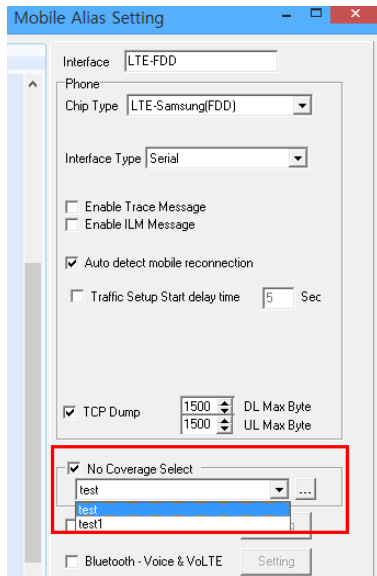 Mobile Alias Setting
Interface LTE-FDD
Phone
Chip Type LTE-Samsung(FDD)
Interface Type Serial
Enable Trace Message
Enable ILM Message
Auto detect mobile reconnection
Traffic Setup Start delay time 5 Sec
TCP Dump 1500 DL Max Byte
1500 UL Max Byte
No Coverage Select
test ...
test
test1
Bluetooth - Voice & VoLTE Setting